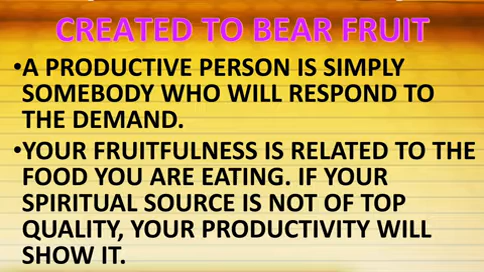 CREATED TO BEAR FRUIT
•A PRODUCTIVE PERSON IS SIMPLY
SOMEBODY WHO WILL RESPOND TO
THE DEMAND.
•YOUR FRUITFULNESS IS RELATED TO THE
FOOD YOU ARE EATING. IF YOUR
SPIRITUAL SOURCE IS NOT OF TOP
QUALITY, YOUR PRODUCTIVITY WILL
SHOW IT.